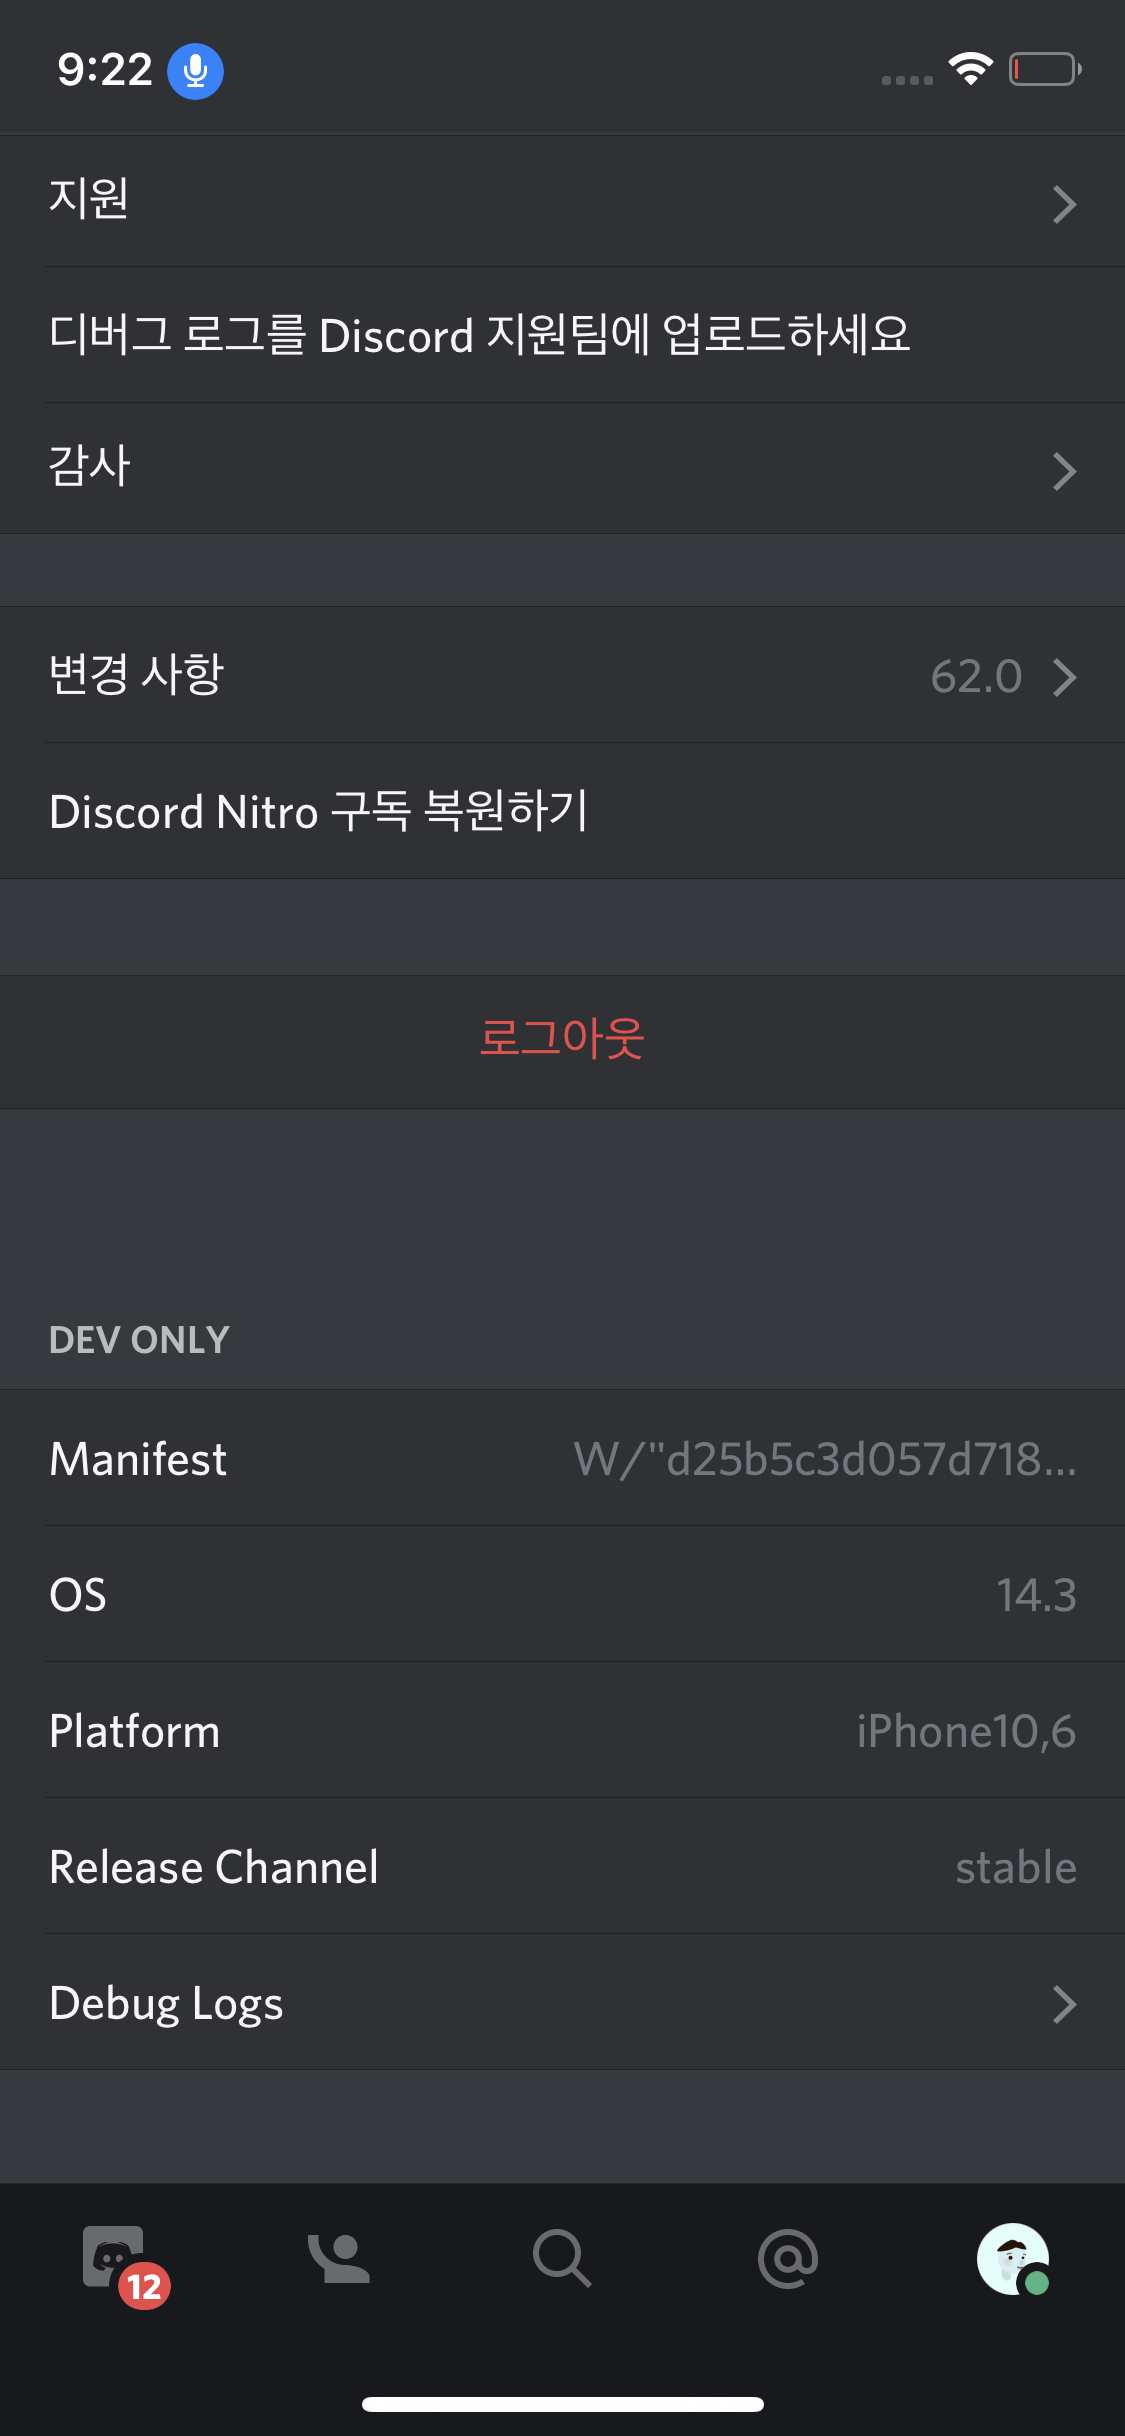 9:22
지원
디버그 로그를 Discord 지원팀에 업로드하세요
감사
변경 사항 62.0
Discord Nitro 구독 복원하기
로그아웃
DEV ONLY
Manifest W/"d25b5c3d057d718...
OS 14.3
Platform iPhone10,6
Release Channel stable
Debug Logs
12